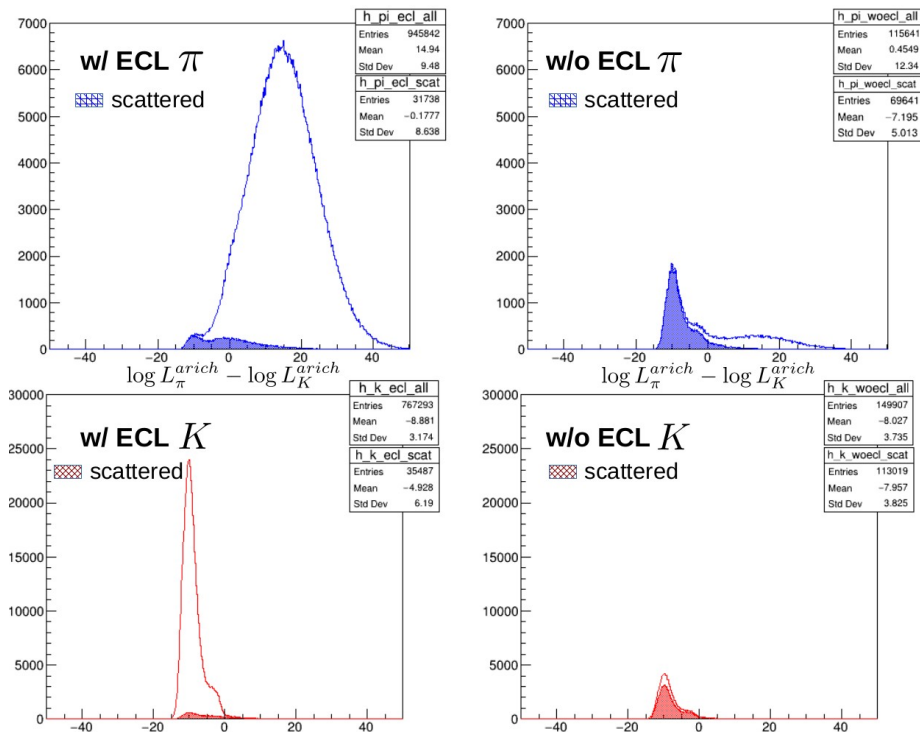 h_pi_ecl_all
Entries 945842
Mean 14.94
Std Dev 9.48
h_pi_ecl_scat
Entries 31738
Mean −0.1777
Std Dev 8.638
w/ ECL π
scattered
7000
6000
5000
4000
3000
2000
1000
0
−40 −20 0 20 40
log L_π^arich − log L_K^arich
h_pi_woecl_all
Entries 115641
Mean 0.4549
Std Dev 12.34
h_pi_woecl_scat
Entries 69641
Mean −7.195
Std Dev 5.013
w/o ECL π
scattered
7000
6000
5000
4000
3000
2000
1000
0
−40 −20 0 20 40
log L_π^arich − log L_K^arich
h_k_ecl_all
Entries 767293
Mean −8.881
Std Dev 3.174
h_k_ecl_scat
Entries 35487
Mean −4.928
Std Dev 6.19
w/ ECL K
scattered
30000
25000
20000
15000
10000
5000
0
−40 −20 0 20 40
h_k_woecl_all
Entries 149907
Mean −8.027
Std Dev 3.735
h_k_woecl_scat
Entries 113019
Mean −7.957
Std Dev 3.825
w/o ECL K
scattered
30000
25000
20000
15000
10000
5000
0
−40 −20 0 20 40